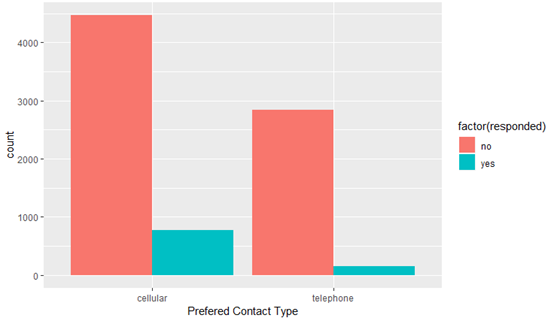 4000
3000
2000
1000
0
count
cellular
telephone
Prefered Contact Type
factor(responded)
no
yes